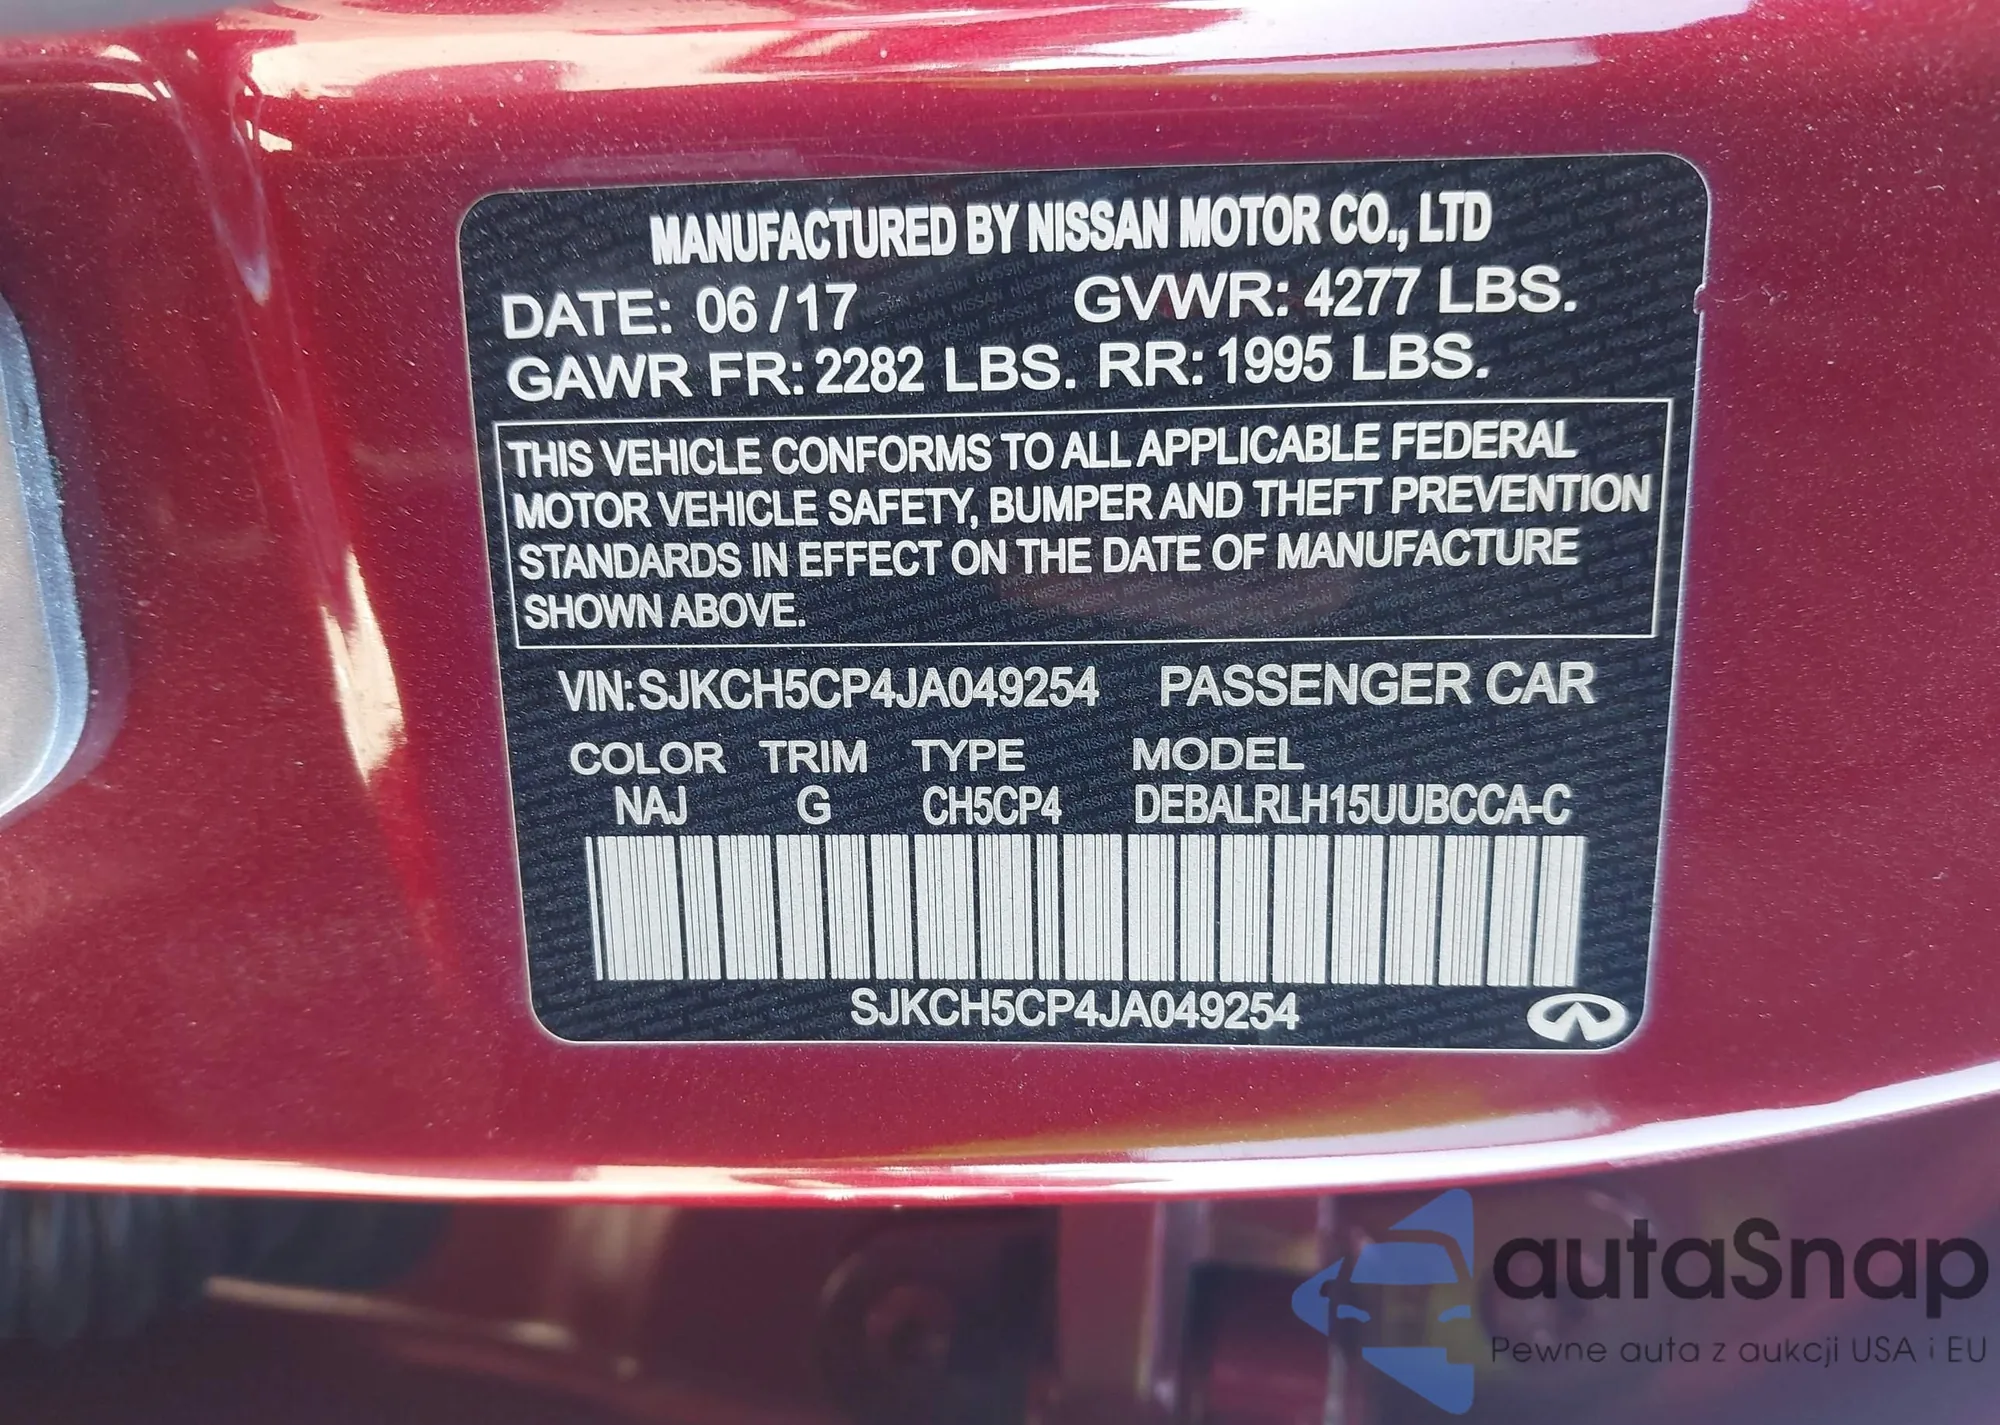 MANUFACTURED BY NISSAN MOTOR CO., LTD
DATE: 06/17 GVWR: 4277 LBS.
GAWR FR: 2282 LBS. RR: 1995 LBS.
THIS VEHICLE CONFORMS TO ALL APPLICABLE FEDERAL
MOTOR VEHICLE SAFETY, BUMPER AND THEFT PREVENTION
STANDARDS IN EFFECT ON THE DATE OF MANUFACTURE
SHOWN ABOVE.
VIN: SJKCH5CP4JA049254 PASSENGER CAR
COLOR TRIM TYPE MODEL
NAJ G CH5CP4 DEBALRLH15UUBCCA-C
SJKCH5CP4JA049254
autaSnap
Pewne auta z aukcji USA i EU